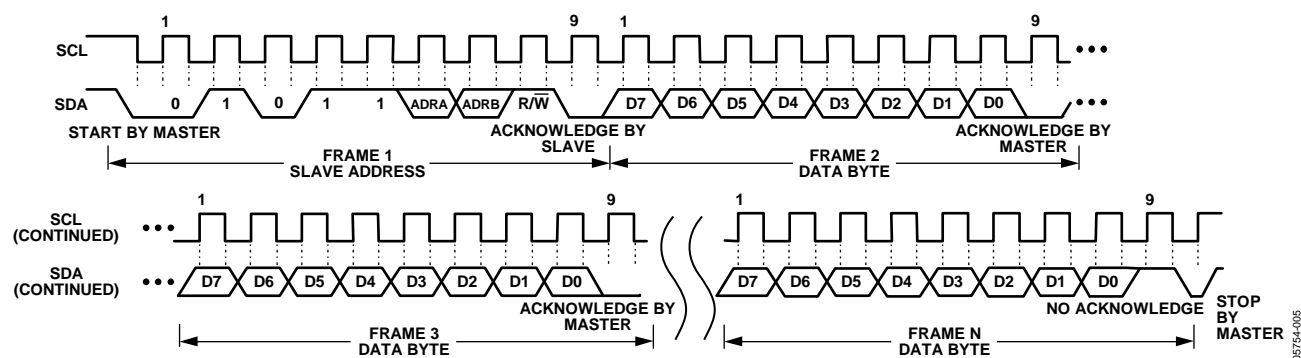 1 9 1 9
SCL
SDA 0 1 0 1 1 ADRA ADRB R/W̅ D7 D6 D5 D4 D3 D2 D1 D0
START BY MASTER
ACKNOWLEDGE BY
SLAVE
ACKNOWLEDGE BY
MASTER
FRAME 1
SLAVE ADDRESS
FRAME 2
DATA BYTE
1 9 1 9
SCL
(CONTINUED)
SDA
(CONTINUED)
D7 D6 D5 D4 D3 D2 D1 D0 D7 D6 D5 D4 D3 D2 D1 D0
ACKNOWLEDGE BY
MASTER
NO ACKNOWLEDGE
STOP
BY
MASTER
FRAME 3
DATA BYTE
FRAME N
DATA BYTE
05754-005